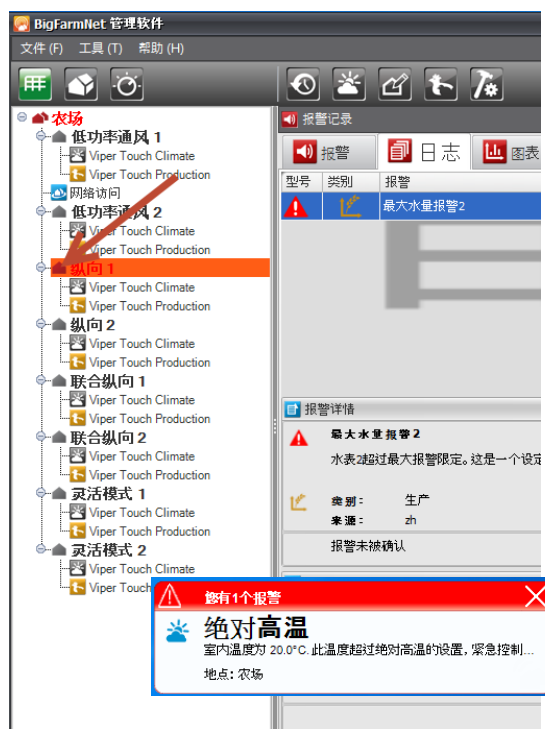 BigFarmNet 管理软件
文件 (F) 工具 (T) 帮助 (H)
农场
低功率通风 1
Viper Touch Climate
Viper Touch Production
网络访问
低功率通风 2
Viper Touch Climate
Viper Touch Production
纵向 1
Viper Touch Climate
Viper Touch Production
纵向 2
Viper Touch Climate
Viper Touch Production
联合纵向 1
Viper Touch Climate
Viper Touch Production
联合纵向 2
Viper Touch Climate
Viper Touch Production
灵活模式 1
Viper Touch Climate
Viper Touch Production
灵活模式 2
Viper Touch Climate
Viper Touch
报警记录
报警 日志 图表
型号 类别 报警
最大水量报警2
报警详情
最大水量报警2
水表2超过最大报警限定。这是一个设定
类别: 生产
来源: zh
报警未被确认
您有1个报警
绝对高温
室内温度为 20.0°C. 此温度超过绝对高温的设置, 紧急控制...
地点: 农场